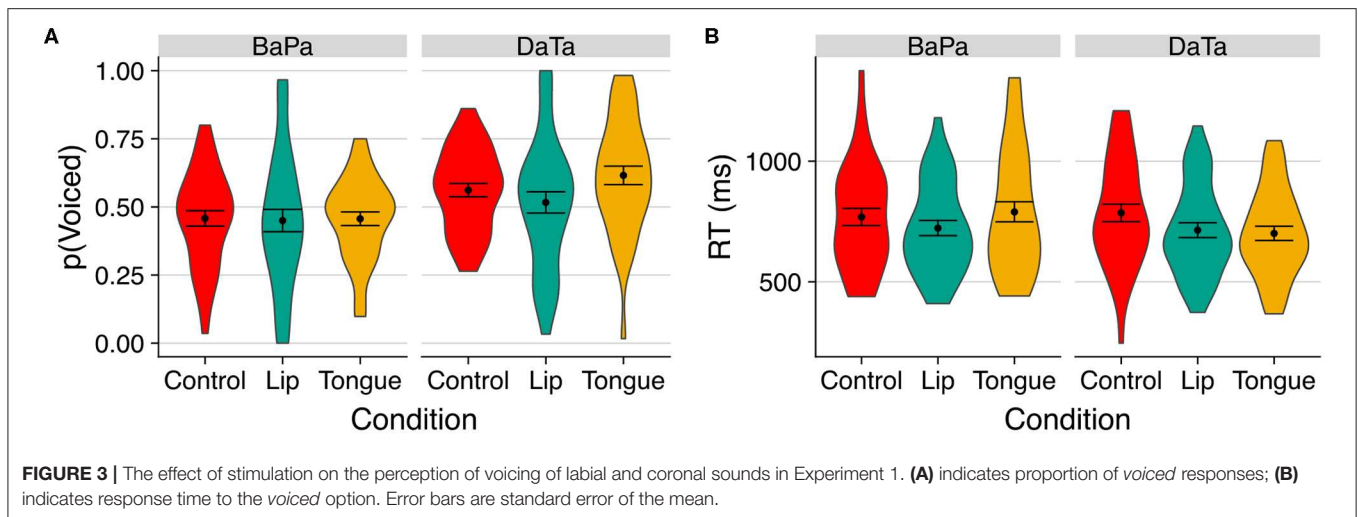 A
BaPa
DaTa
1.00
0.75
0.50
0.25
0.00
p(Voiced)
Control Lip Tongue
Control Lip Tongue
Condition
B
BaPa
DaTa
1000
500
RT (ms)
Control Lip Tongue
Control Lip Tongue
Condition
FIGURE 3 | The effect of stimulation on the perception of voicing of labial and coronal sounds in Experiment 1. (A) indicates proportion of voiced responses; (B)
indicates response time to the voiced option. Error bars are standard error of the mean.